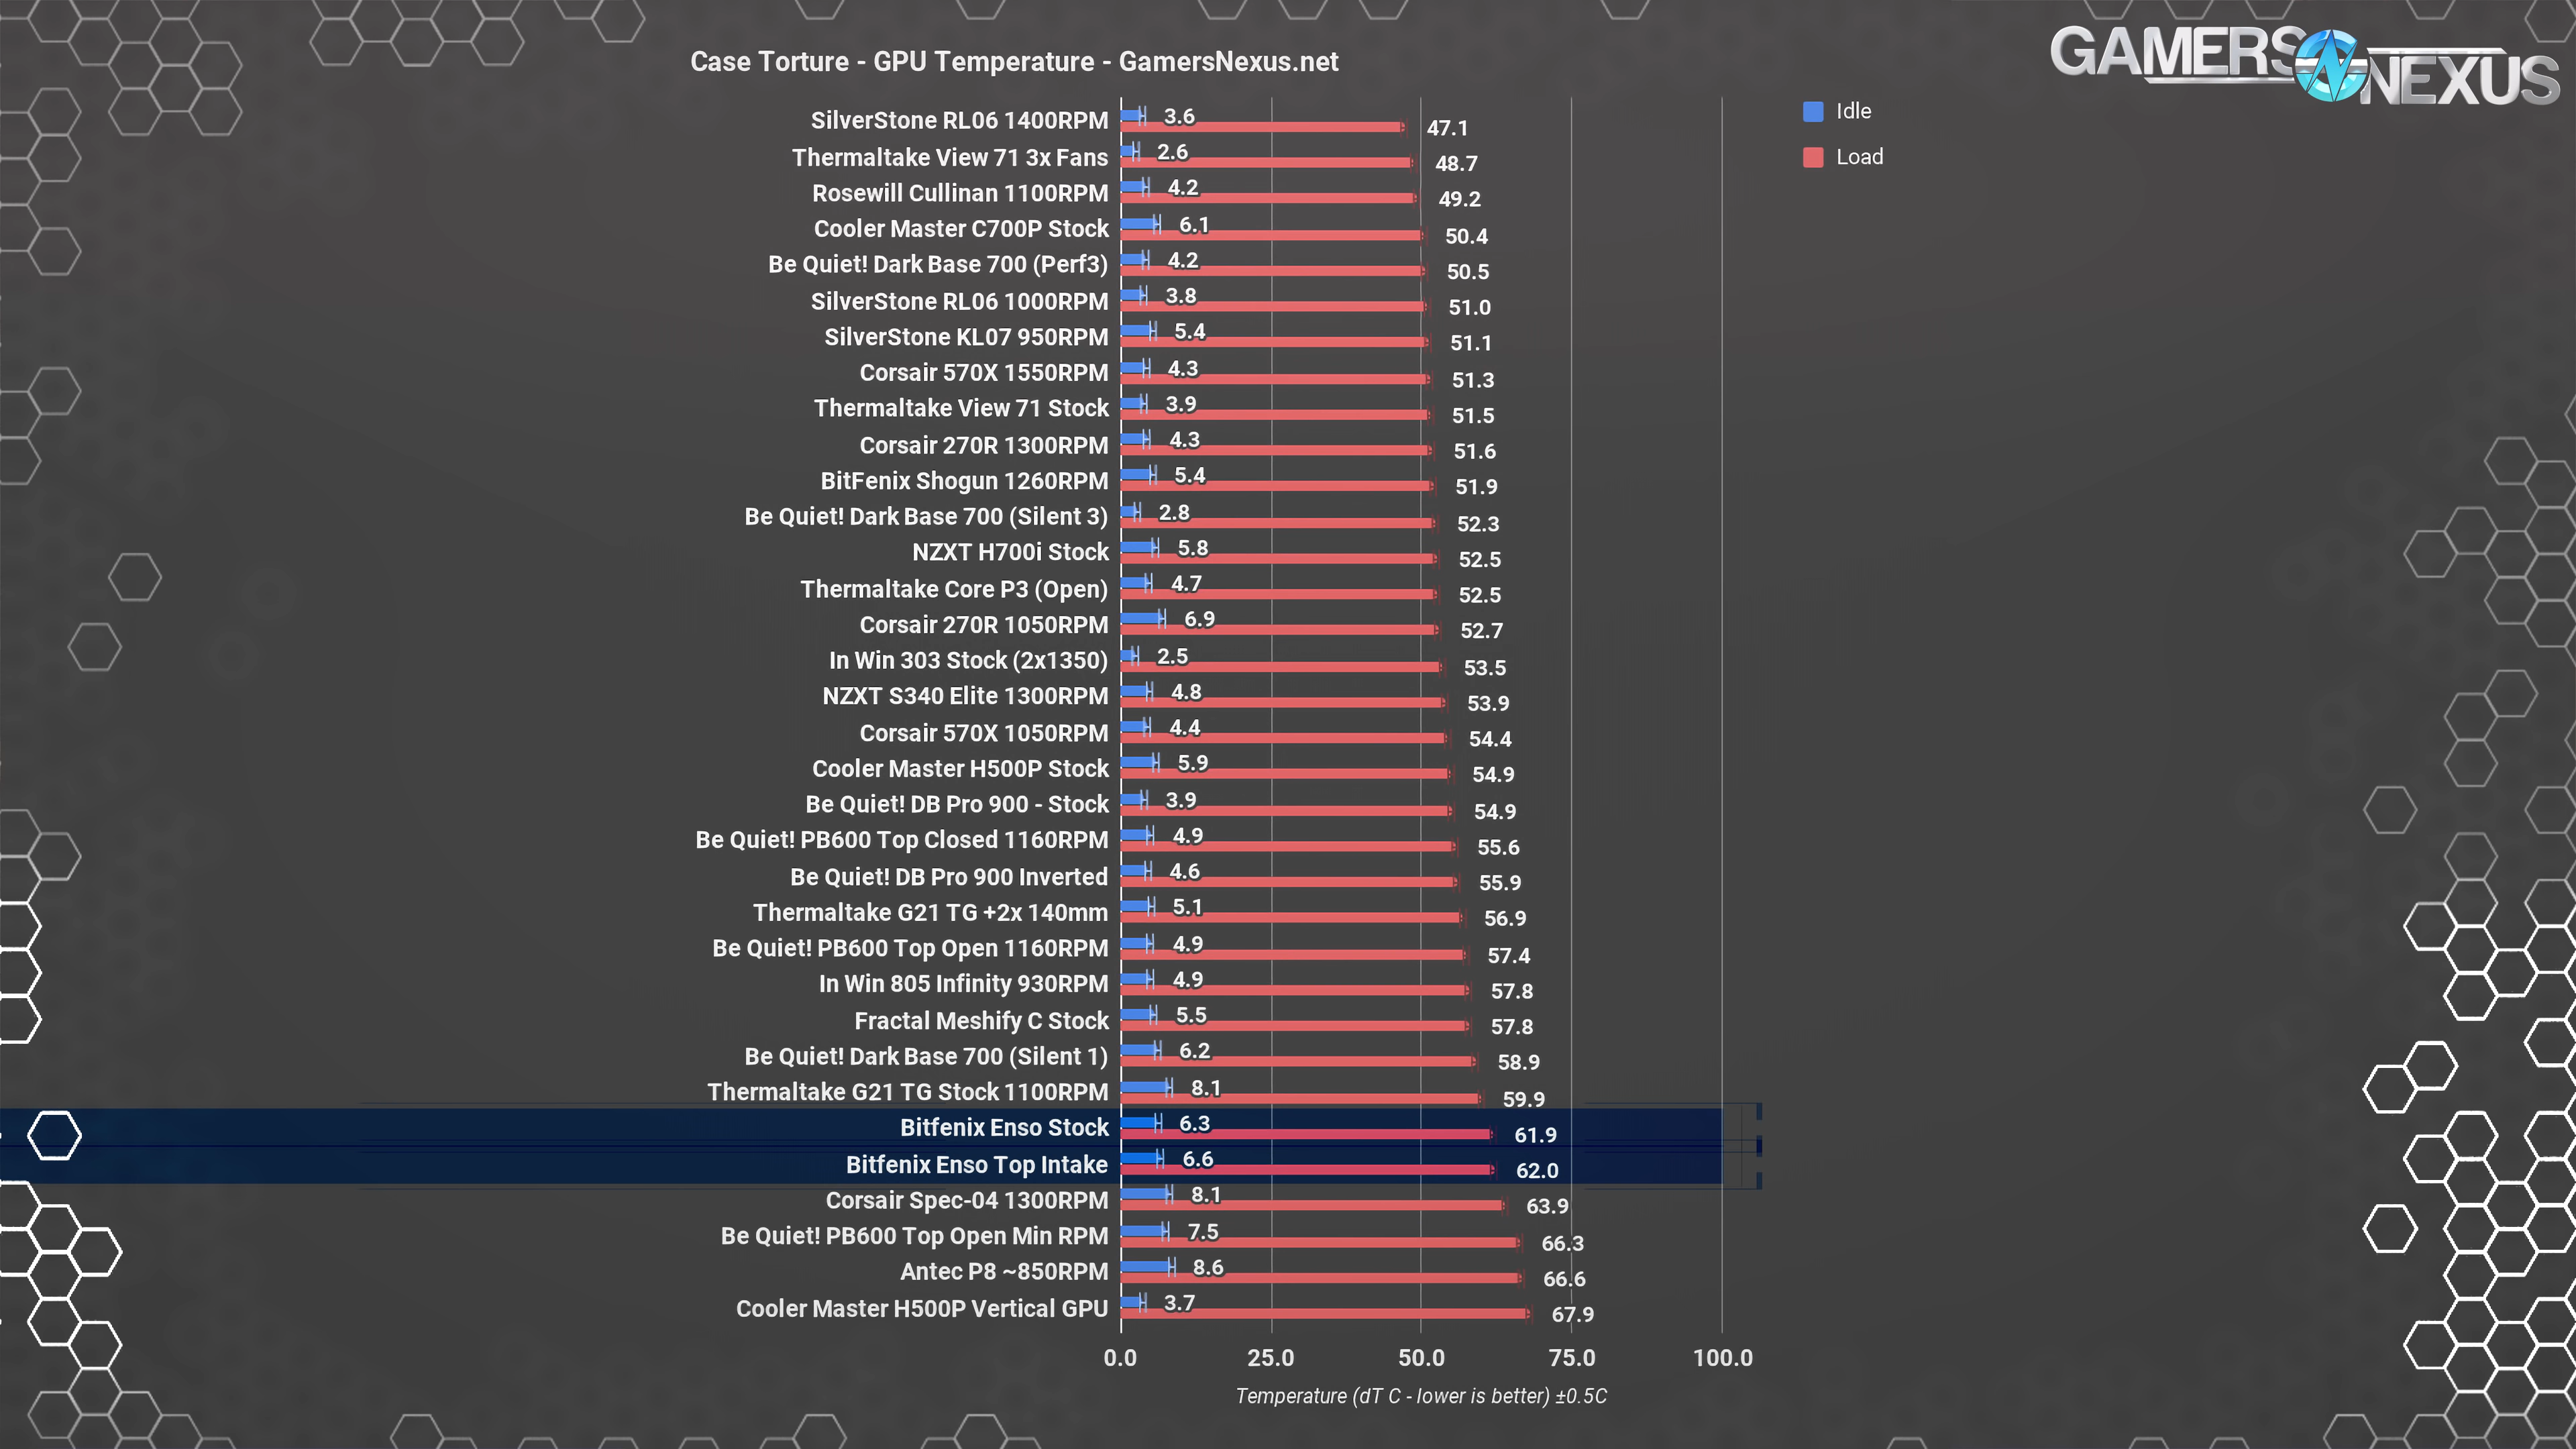 GAMERS NEXUS
Case Torture - GPU Temperature - GamersNexus.net
Idle
Load
SilverStone RL06 1400RPM 3.6 47.1
Thermaltake View 71 3x Fans 2.6 48.7
Rosewill Cullinan 1100RPM 4.2 49.2
Cooler Master C700P Stock 6.1 50.4
Be Quiet! Dark Base 700 (Perf3) 4.2 50.5
SilverStone RL06 1000RPM 3.8 51.0
SilverStone KL07 950RPM 5.4 51.1
Corsair 570X 1550RPM 4.3 51.3
Thermaltake View 71 Stock 3.9 51.5
Corsair 270R 1300RPM 4.3 51.6
BitFenix Shogun 1260RPM 5.4 51.9
Be Quiet! Dark Base 700 (Silent 3) 2.8 52.3
NZXT H700i Stock 5.8 52.5
Thermaltake Core P3 (Open) 4.7 52.5
Corsair 270R 1050RPM 6.9 52.7
In Win 303 Stock (2x1350) 2.5 53.5
NZXT S340 Elite 1300RPM 4.8 53.9
Corsair 570X 1050RPM 4.4 54.4
Cooler Master H500P Stock 5.9 54.9
Be Quiet! DB Pro 900 - Stock 3.9 54.9
Be Quiet! PB600 Top Closed 1160RPM 4.9 55.6
Be Quiet! DB Pro 900 Inverted 4.6 55.9
Thermaltake G21 TG +2x 140mm 5.1 56.9
Be Quiet! PB600 Top Open 1160RPM 4.9 57.4
In Win 805 Infinity 930RPM 4.9 57.8
Fractal Meshify C Stock 5.5 57.8
Be Quiet! Dark Base 700 (Silent 1) 6.2 58.9
Thermaltake G21 TG Stock 1100RPM 8.1 59.9
Bitfenix Enso Stock 6.3 61.9
Bitfenix Enso Top Intake 6.6 62.0
Corsair Spec-04 1300RPM 8.1 63.9
Be Quiet! PB600 Top Open Min RPM 7.5 66.3
Antec P8 ~850RPM 8.6 66.6
Cooler Master H500P Vertical GPU 3.7 67.9
0.0 25.0 50.0 75.0 100.0
Temperature (dT C - lower is better) ±0.5C